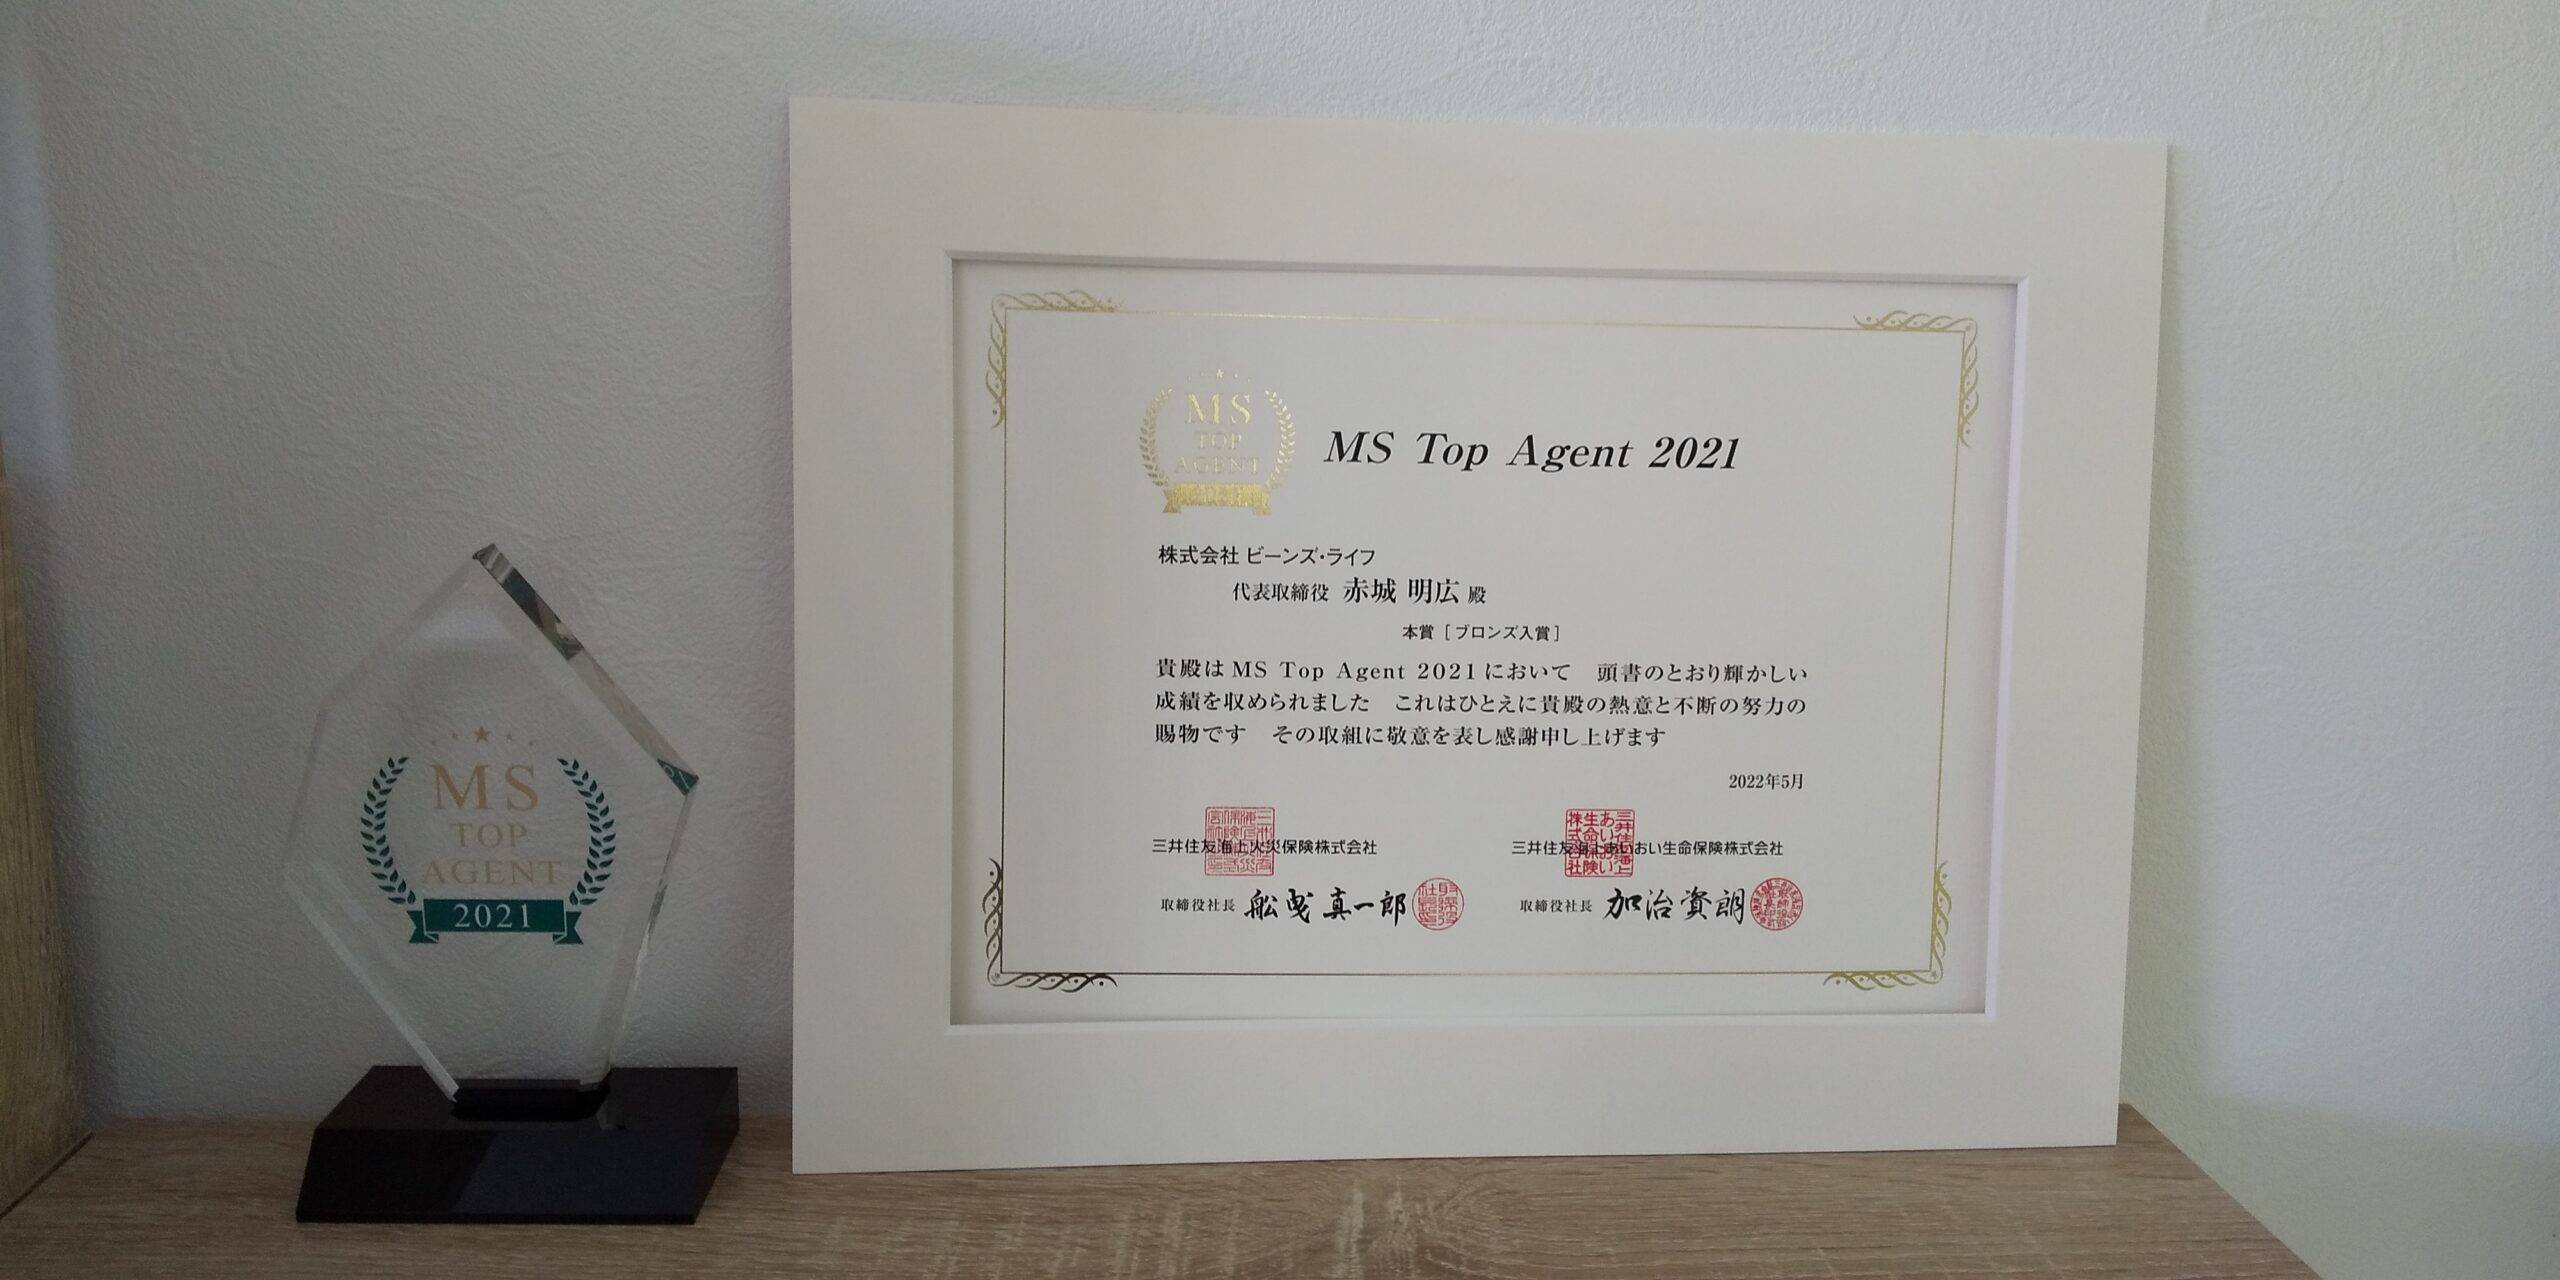 MS
TOP
AGENT
2021
MS
TOP
AGENT
MS Top Agent 2021
株式会社 ビーンズ・ライフ
代表取締役 赤城 明広 殿
本賞 [ ブロンズ入賞 ]
貴殿は MS Top Agent 2021 において 頭書のとおり輝かしい
成績を収められました これはひとえに貴殿の熱意と不断の努力の
賜物です その取組に敬意を表し感謝申し上げます
2022年5月
三井住友海上火災保険株式会社
取締役社長 舩曵真一郎
三井住友海上あいおい生命保険株式会社
取締役社長 加治資朗